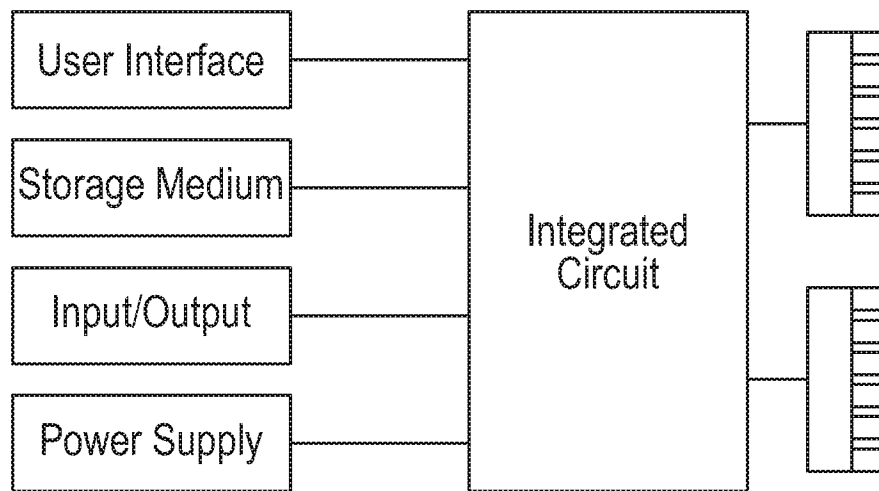 User Interface
Storage Medium
Input/Output
Power Supply
Integrated
Circuit